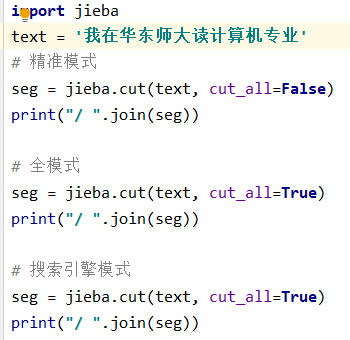 import jieba
text = '我在华东师大读计算机专业'
# 精准模式
seg = jieba.cut(text, cut_all=False)
print("/ ".join(seg))
# 全模式
seg = jieba.cut(text, cut_all=True)
print("/ ".join(seg))
# 搜索引擎模式
seg = jieba.cut(text, cut_all=True)
print("/ ".join(seg))